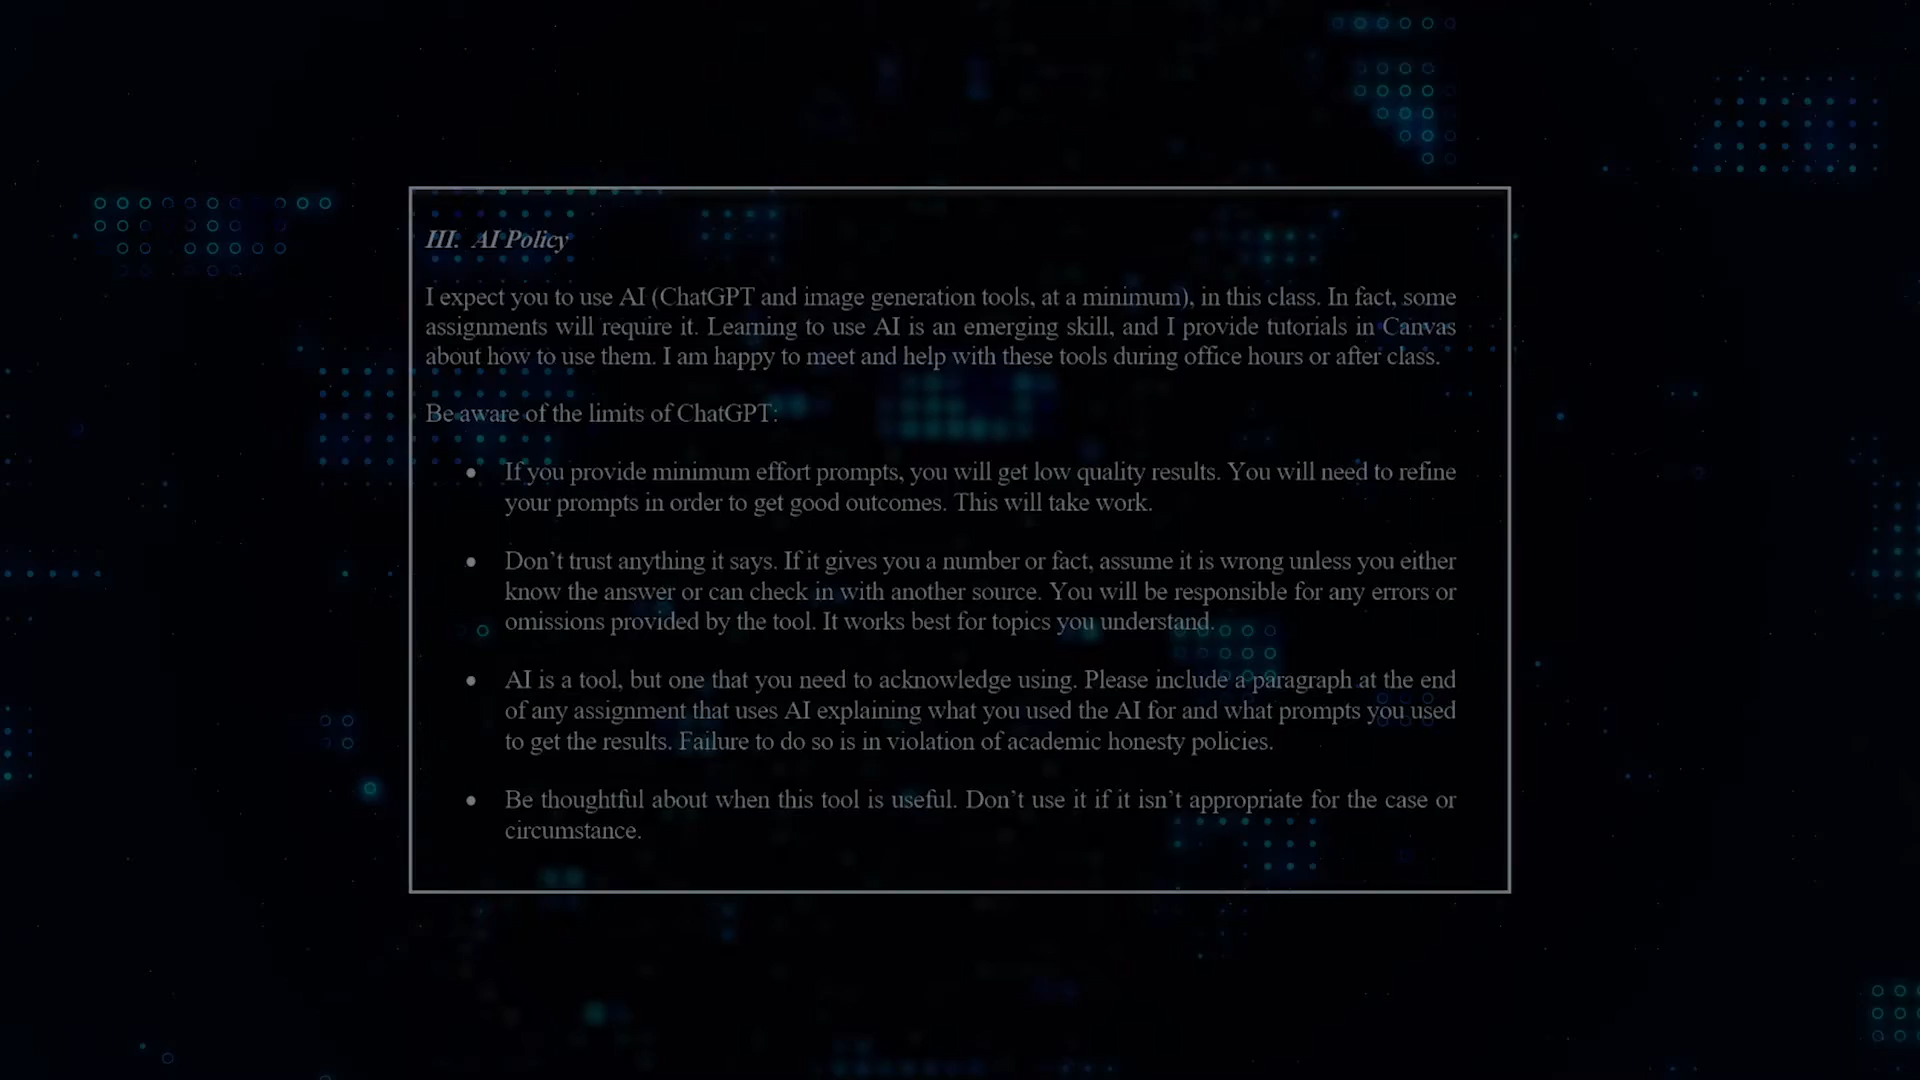 III. AI Policy
I expect you to use AI (ChatGPT and image generation tools, at a minimum), in this class. In fact, some
assignments will require it. Learning to use AI is an emerging skill, and I provide tutorials in Canvas
about how to use them. I am happy to meet and help with these tools during office hours or after class.
Be aware of the limits of ChatGPT:
• If you provide minimum effort prompts, you will get low quality results. You will need to refine
your prompts in order to get good outcomes. This will take work.
• Don’t trust anything it says. If it gives you a number or fact, assume it is wrong unless you either
know the answer or can check in with another source. You will be responsible for any errors or
omissions provided by the tool. It works best for topics you understand.
• AI is a tool, but one that you need to acknowledge using. Please include a paragraph at the end
of any assignment that uses AI explaining what you used the AI for and what prompts you used
to get the results. Failure to do so is in violation of academic honesty policies.
• Be thoughtful about when this tool is useful. Don’t use it if it isn’t appropriate for the case or
circumstance.